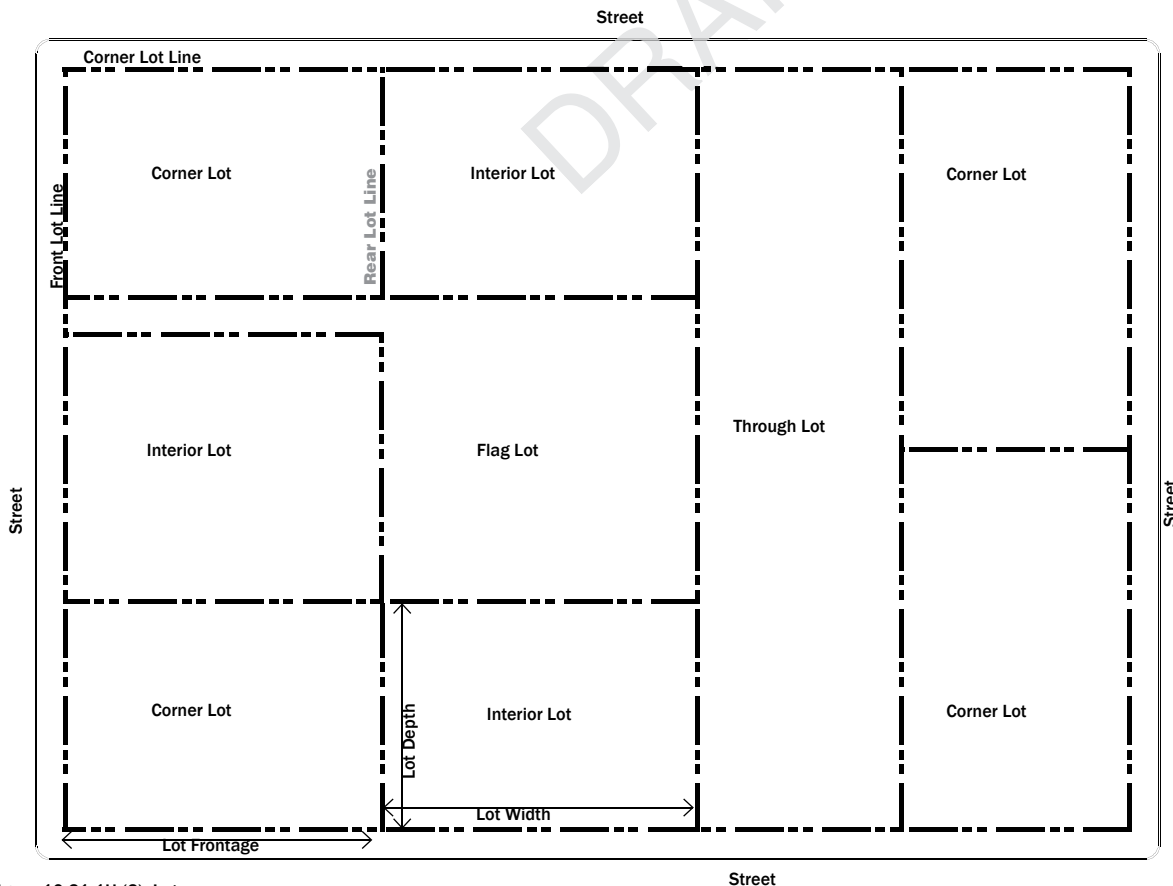 Street
Corner Lot Line
Corner Lot
Interior Lot
Corner Lot
Front Lot Line
Rear Lot Line
Interior Lot
Flag Lot
Through Lot
Street
Street
Corner Lot
Interior Lot
Corner Lot
Lot Depth
Lot Width
Lot Frontage
Street